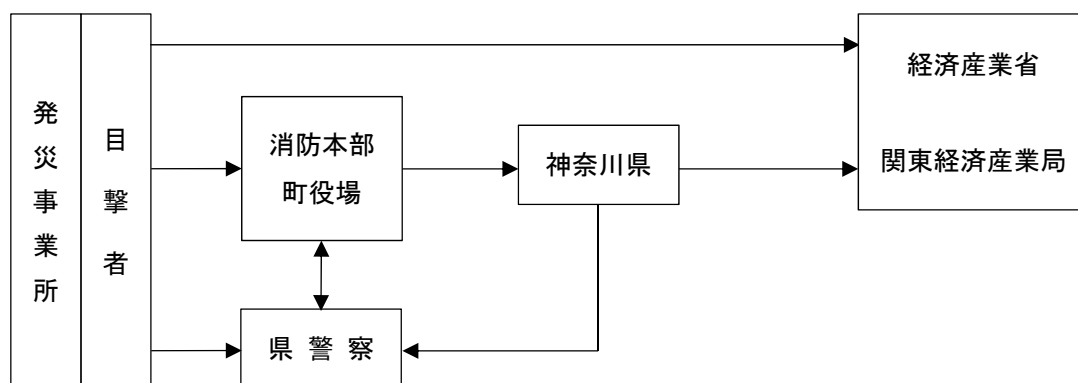 発災事業所
目撃者
消防本部
町役場
県警察
神奈川県
経済産業省
関東経済産業局